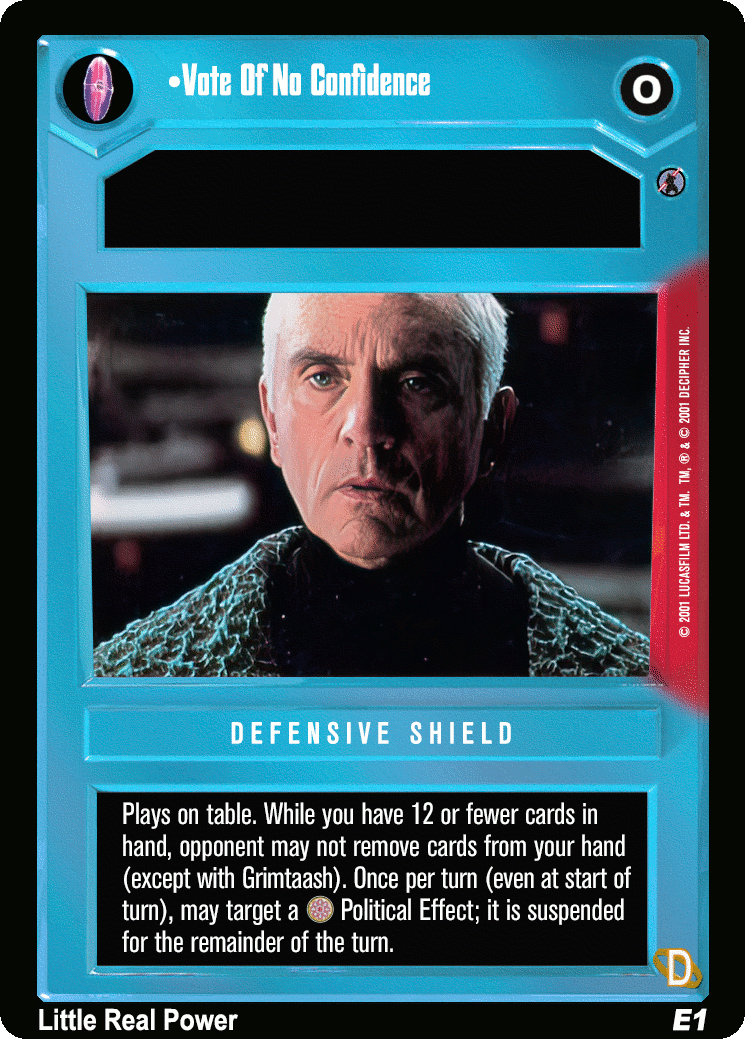 •Vote Of No Confidence
O
© 2001 LUCASFILM LTD. & TM. TM, ® & © 2001 DECIPHER INC.
DEFENSIVE SHIELD
Plays on table. While you have 12 or fewer cards in
hand, opponent may not remove cards from your hand
(except with Grimtaash). Once per turn (even at start of
turn), may target a Political Effect; it is suspended
for the remainder of the turn.
D
Little Real Power
E1